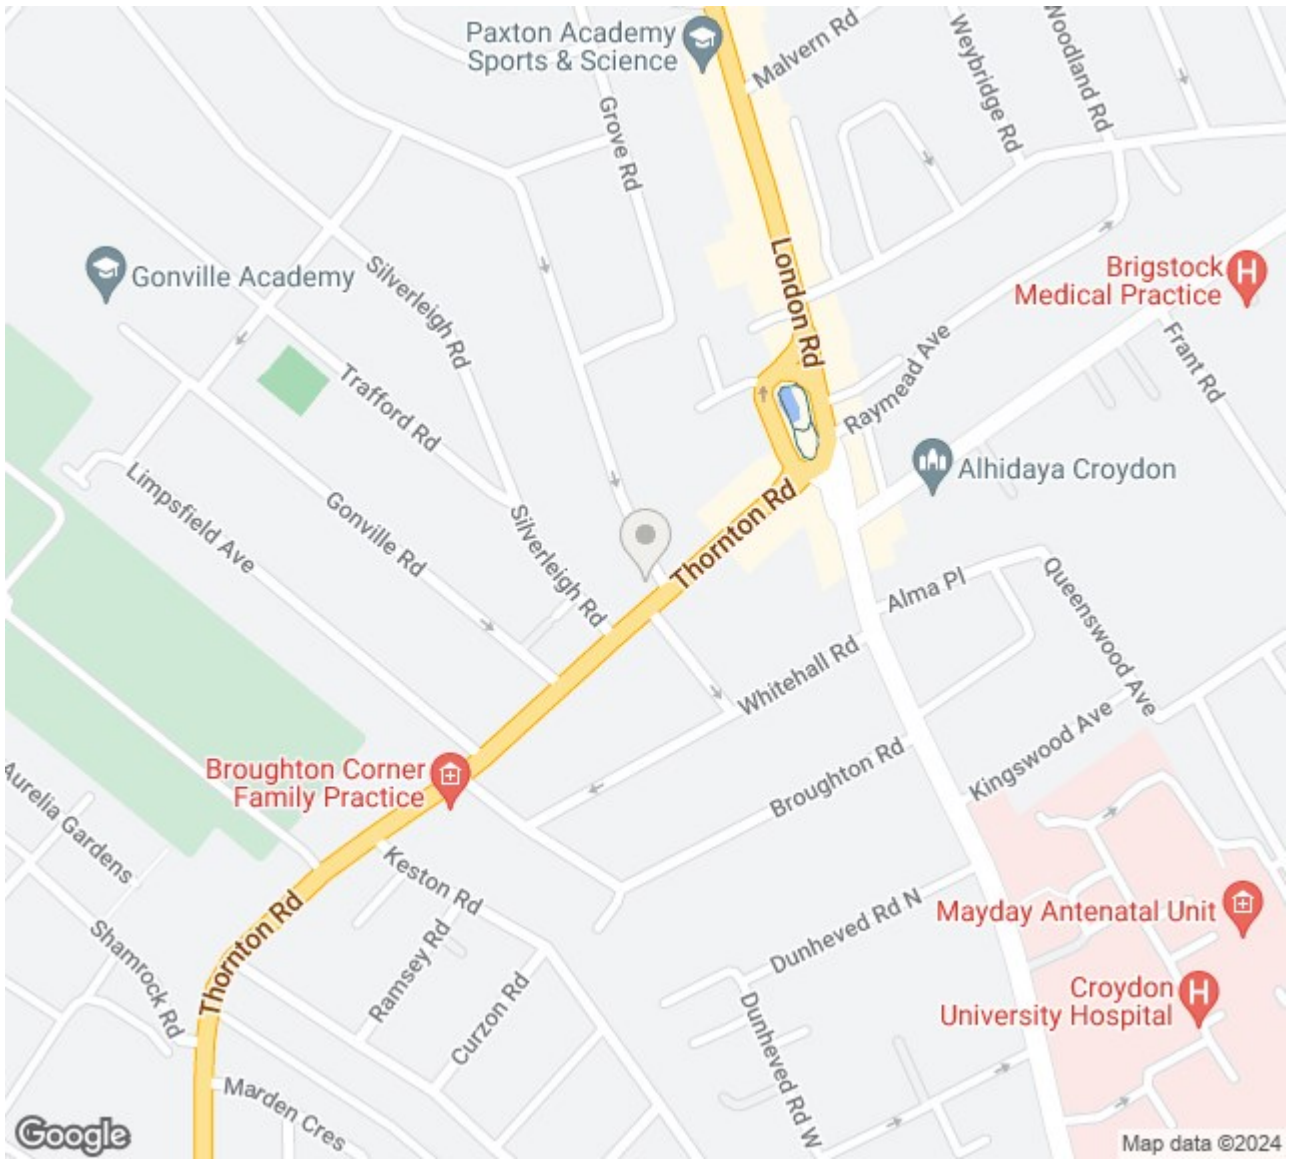 Paxton Academy
Sports & Science
Malvern Rd
Weybridge Rd
Woodland Rd
Grove Rd
London Rd
Gonville Academy
Silverleigh Rd
Brigstock
Medical Practice
Raymead Ave
Frant Rd
Trafford Rd
Alhidaya Croydon
Limpsfield Ave
Gonville Rd
Silverleigh Rd
Thornton Rd
Alma Pl
Queenswood Ave
Whitehall Rd
Kingswood Ave
Broughton Rd
Broughton Corner
Family Practice
Aurelia Gardens
Keston Rd
Thornton Rd
Shamrock Rd
Ramsey Rd
Curzon Rd
Dunheved Rd N
Mayday Antenatal Unit
Croydon
University Hospital
Dunheved Rd W
Marden Cres
Google
Map data ©2024